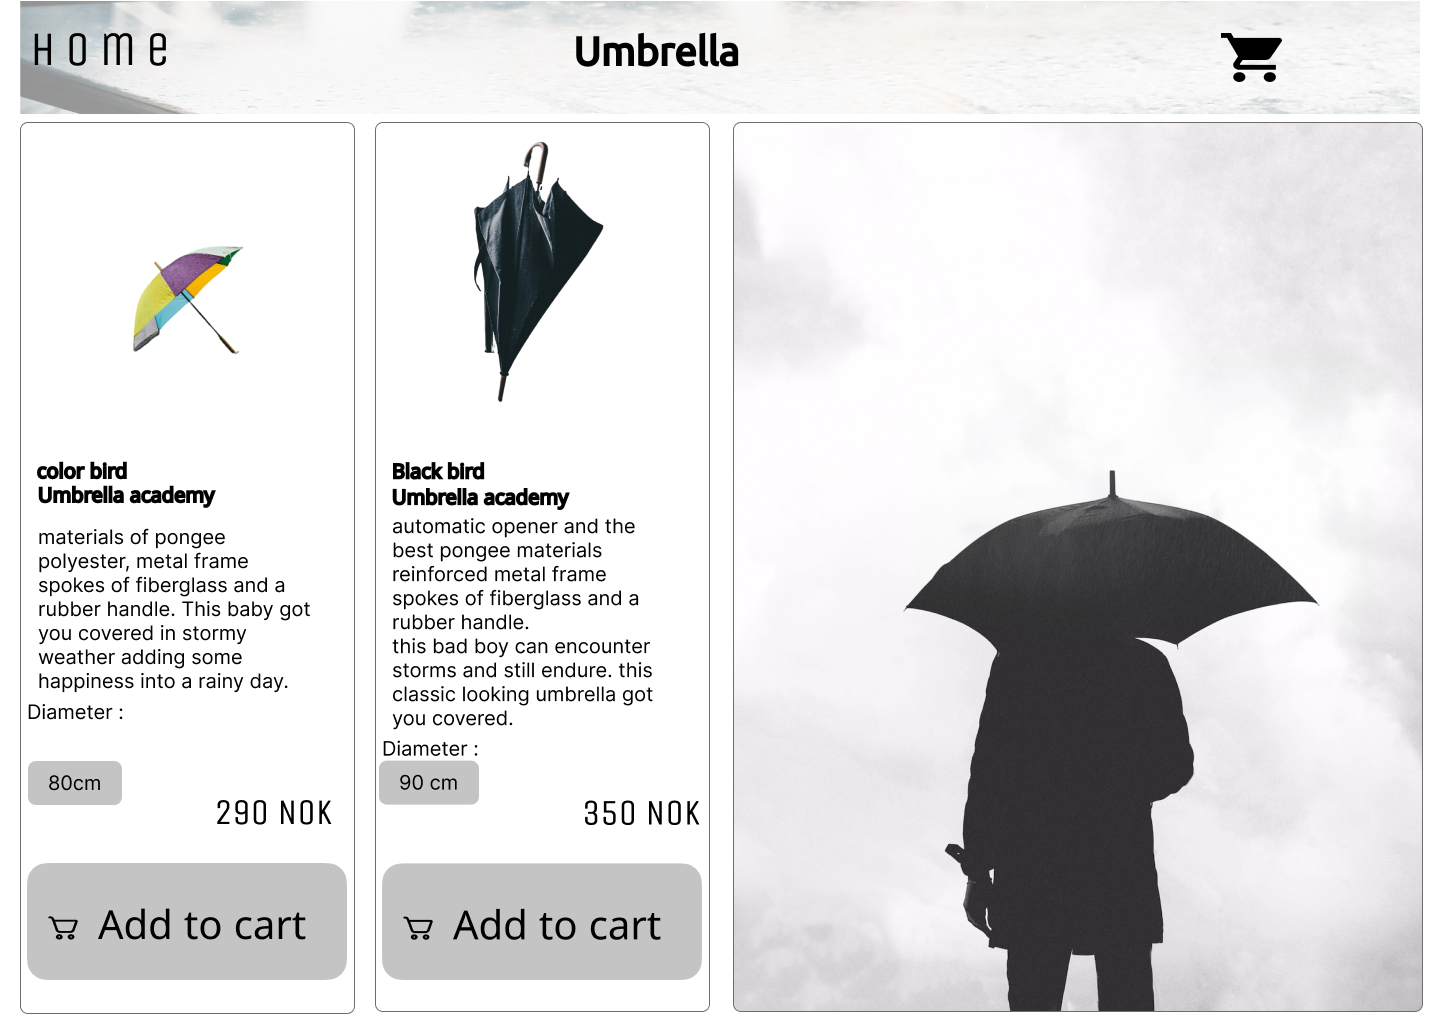 Home
Umbrella
color bird
Umbrella academy
materials of pongee
polyester, metal frame
spokes of fiberglass and a
rubber handle. This baby got
you covered in stormy
weather adding some
happiness into a rainy day.
Diameter :
80cm
290 NOK
Add to cart
Black bird
Umbrella academy
automatic opener and the
best pongee materials
reinforced metal frame
spokes of fiberglass and a
rubber handle.
this bad boy can encounter
storms and still endure. this
classic looking umbrella got
you covered.
Diameter :
90 cm
350 NOK
Add to cart